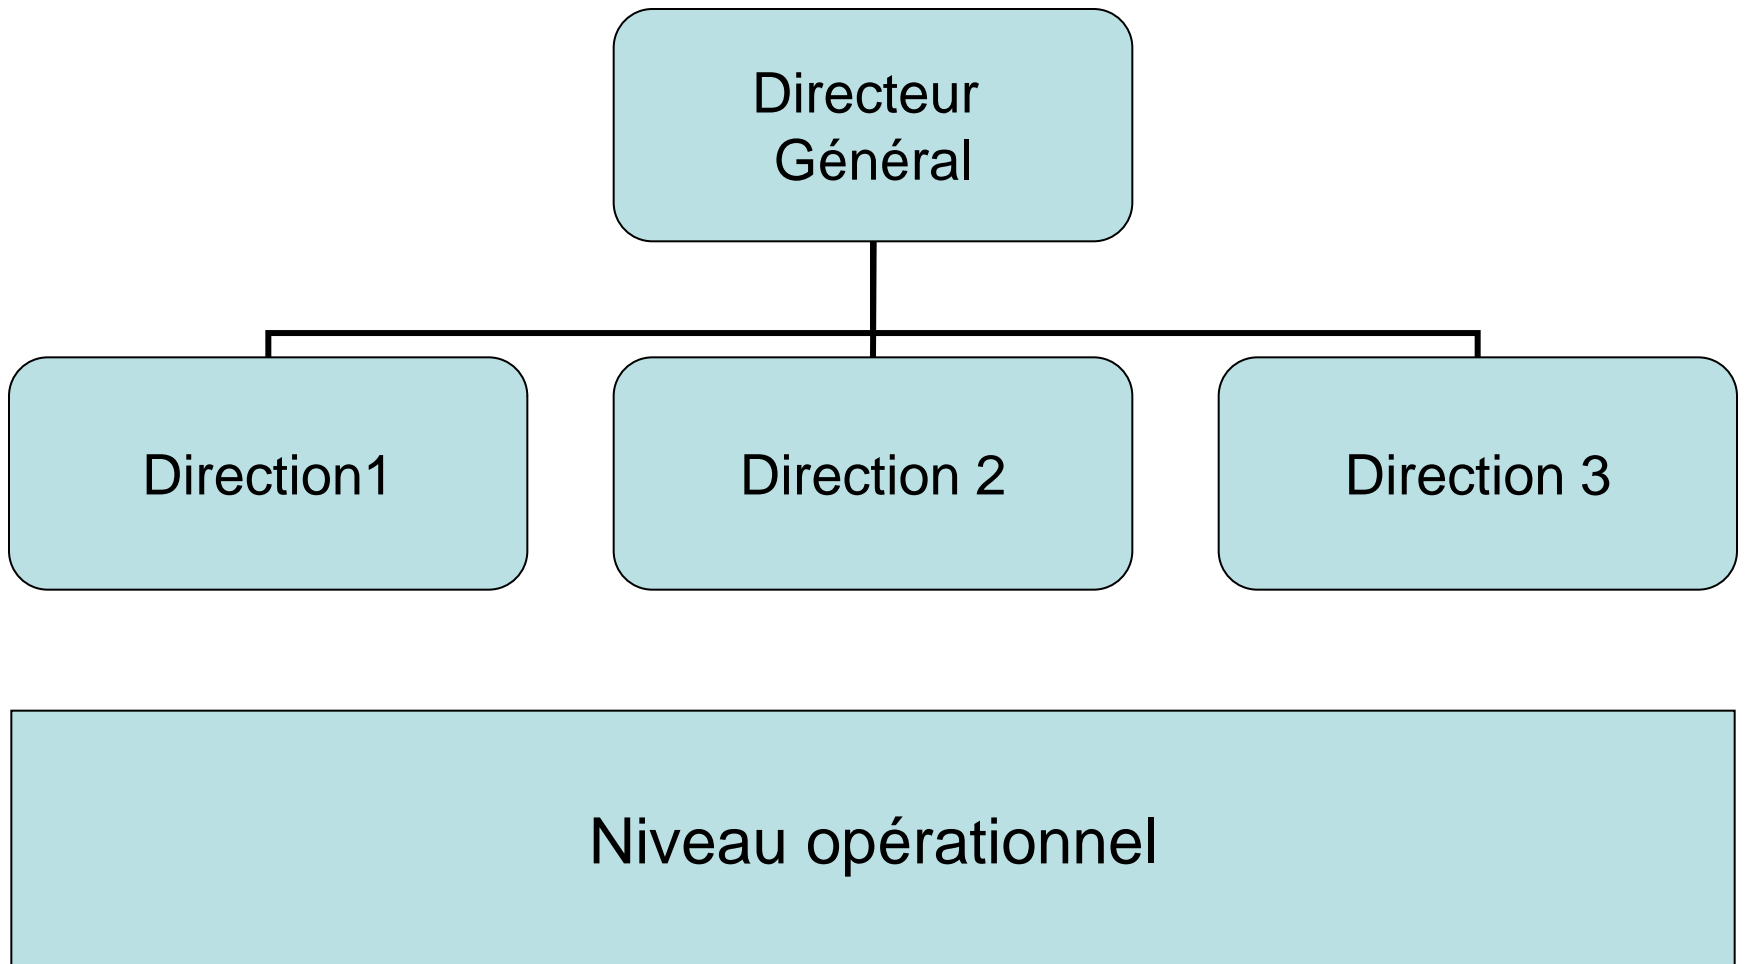 Directeur
Général
Direction1
Direction 2
Direction 3
Niveau opérationnel